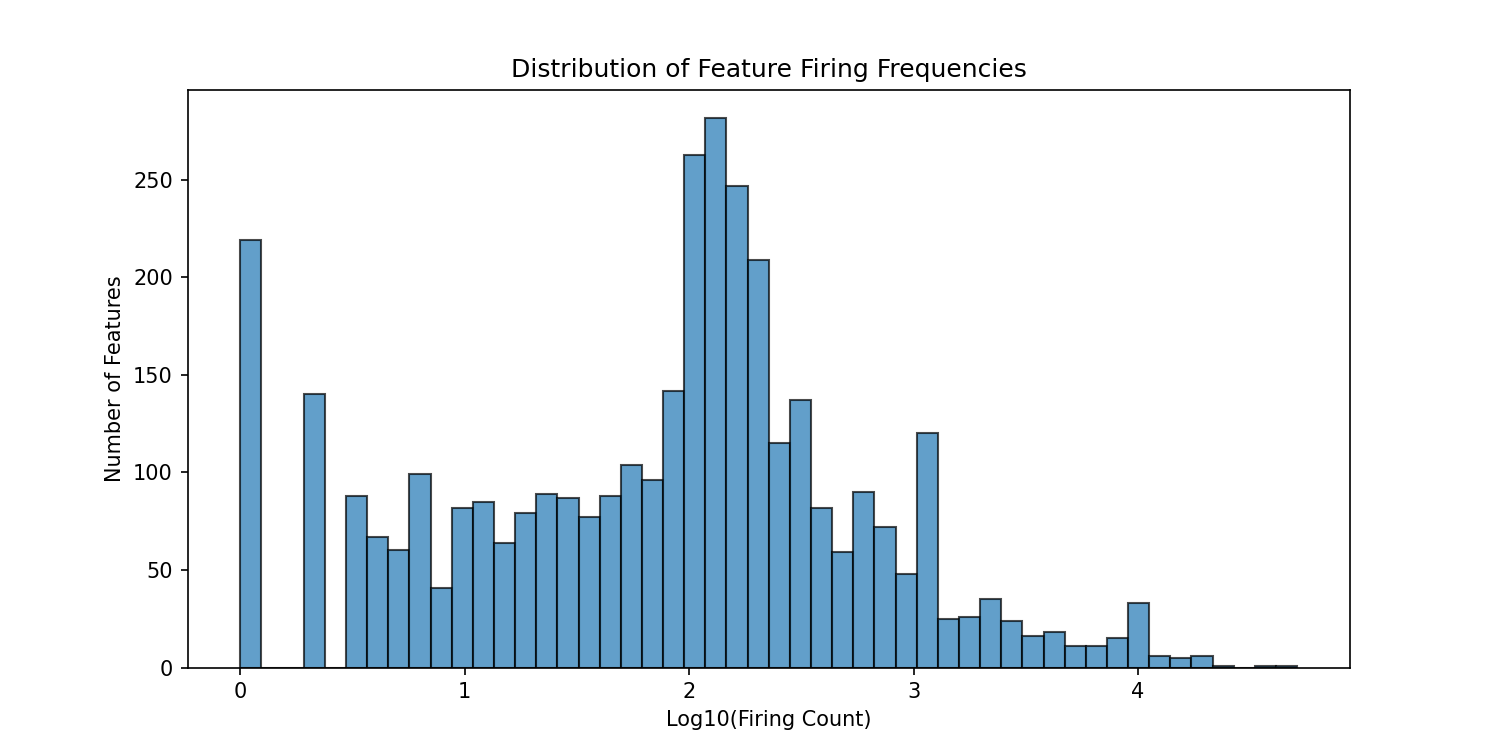 Distribution of Feature Firing Frequencies
Number of Features
250
200
150
100
50
0
0 1 2 3 4
Log10(Firing Count)